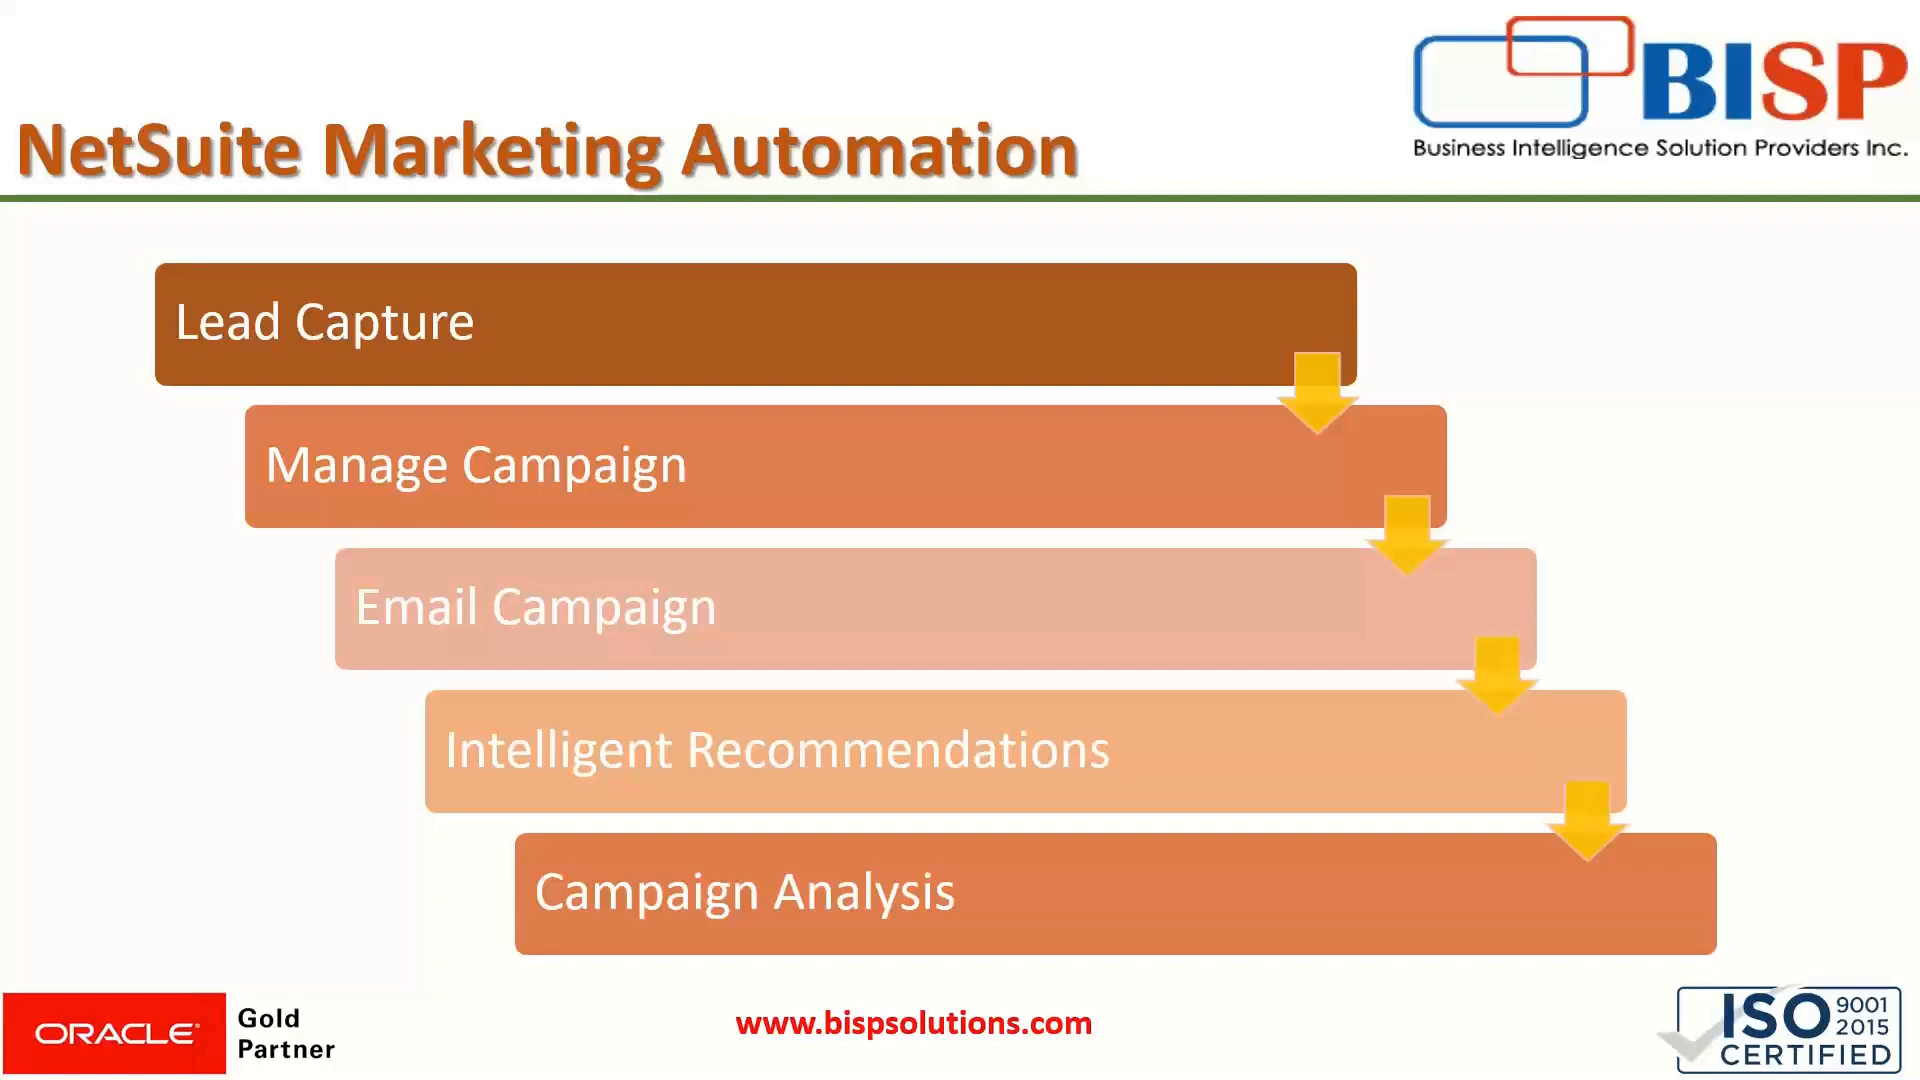 BISP
Business Intelligence Solution Providers Inc.
NetSuite Marketing Automation
Lead Capture
Manage Campaign
Email Campaign
Intelligent Recommendations
Campaign Analysis
ORACLE®
Gold
Partner
www.bispsolutions.com
ISO 9001
2015
CERTIFIED